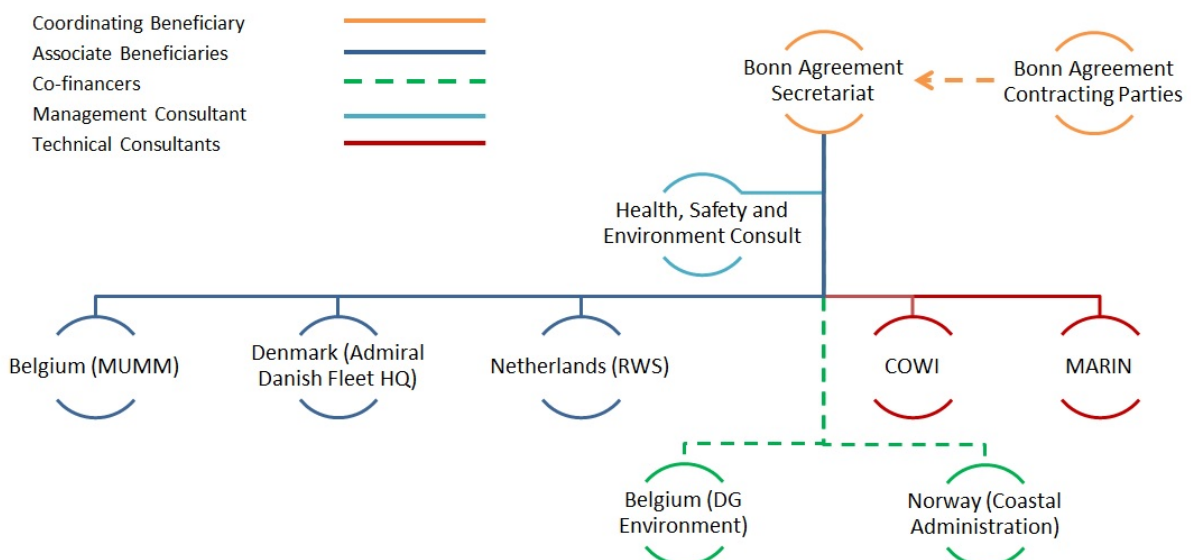 Coordinating Beneficiary
Associate Beneficiaries
Co-financers
Management Consultant
Technical Consultants
Bonn Agreement
Secretariat
Bonn Agreement
Contracting Parties
Health, Safety and
Environment Consult
Belgium (MUMM)
Denmark (Admiral
Danish Fleet HQ)
Netherlands (RWS)
COWI
MARIN
Belgium (DG
Environment)
Norway (Coastal
Administration)